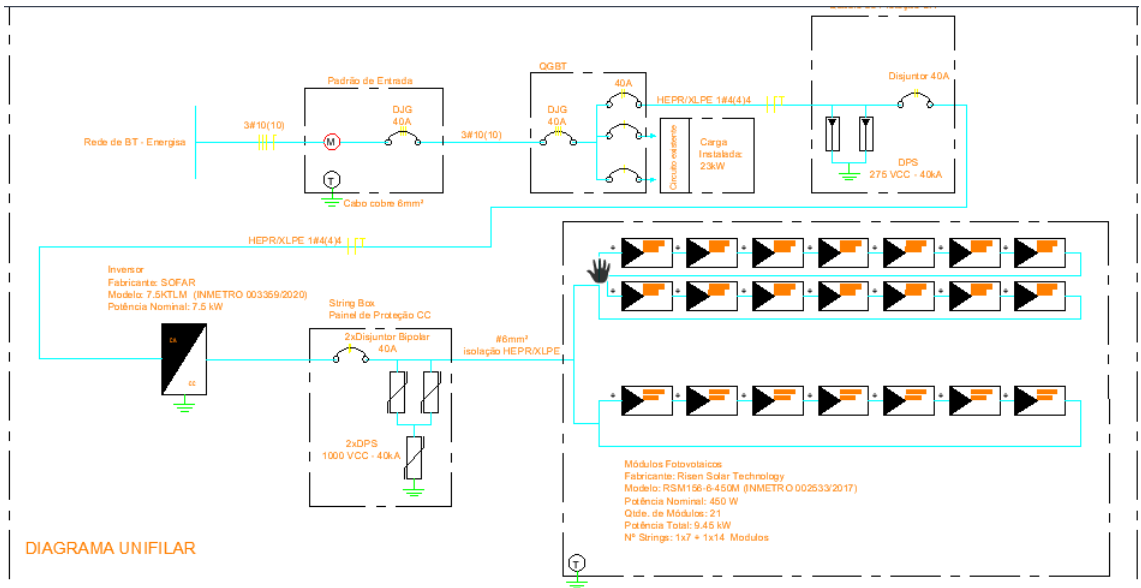 Padrão de Entrada
DJG
40A
3#10(10)
Rede de BT - Energisa
M
T
Cabo cobre 6mm²
3#10(10)
QGBT
DJG
40A
40A
HEPR/XLPE 1#4(4)4
T
Circuito existente
Carga
Instalada:
23kW
Disjuntor 40A
DPS
275 VCC - 40kA
HEPR/XLPE 1#4(4)4
T
Inversor
Fabricante: SOFAR
Modelo: 7.5KTLM (INMETRO 003359/2020)
Potência Nominal: 7.5 kW
CA
CC
String Box
Painel de Proteção CC
2xDisjuntor Bipolar
40A
2xDPS
1000 VCC - 40kA
#6mm²
isolação HEPR/XLPE
Módulos Fotovoltaicos
Fabricante: Risen Solar Technology
Modelo: RSM156-6-450M (INMETRO 002533/2017)
Potência Nominal: 450 W
Qtde. de Módulos: 21
Potência Total: 9.45 kW
Nº Strings: 1x7 + 1x14 Modulos
T
DIAGRAMA UNIFILAR